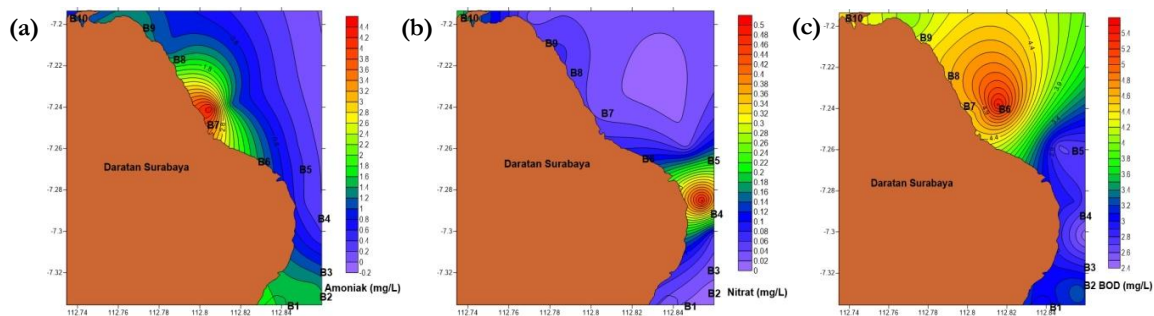 (a)
-7.2
-7.22
-7.24
-7.26
-7.28
-7.3
-7.32
112.74
112.76
112.78
112.8
112.82
112.84
B10
B9
B8
B7
B6
B5
B4
B3
B2
B1
Daratan Surabaya
4.4
4.2
4
3.8
3.6
3.4
3.2
3
2.8
2.6
2.4
2.2
2
1.8
1.6
1.4
1.2
1
0.8
0.6
0.4
0.2
0
-0.2
Amoniak (mg/L)
(b)
-7.2
-7.22
-7.24
-7.26
-7.28
-7.3
-7.32
112.74
112.76
112.78
112.8
112.82
112.84
B10
B9
B8
B7
B6
B5
B4
B3
B2
B1
Daratan Surabaya
0.5
0.48
0.46
0.44
0.42
0.4
0.38
0.36
0.34
0.32
0.3
0.28
0.26
0.24
0.22
0.2
0.18
0.16
0.14
0.12
0.1
0.08
0.06
0.04
0.02
0
Nitrat (mg/L)
(c)
-7.2
-7.22
-7.24
-7.26
-7.28
-7.3
-7.32
112.74
112.76
112.78
112.8
112.82
112.84
B10
B9
B8
B7
B6
B5
B4
B3
B2
B1
Daratan Surabaya
4.4
5.4
5.2
5
4.8
4.6
4.4
4.2
4
3.8
3.6
3.4
3.2
3
2.8
2.6
2.4
BOD (mg/L)